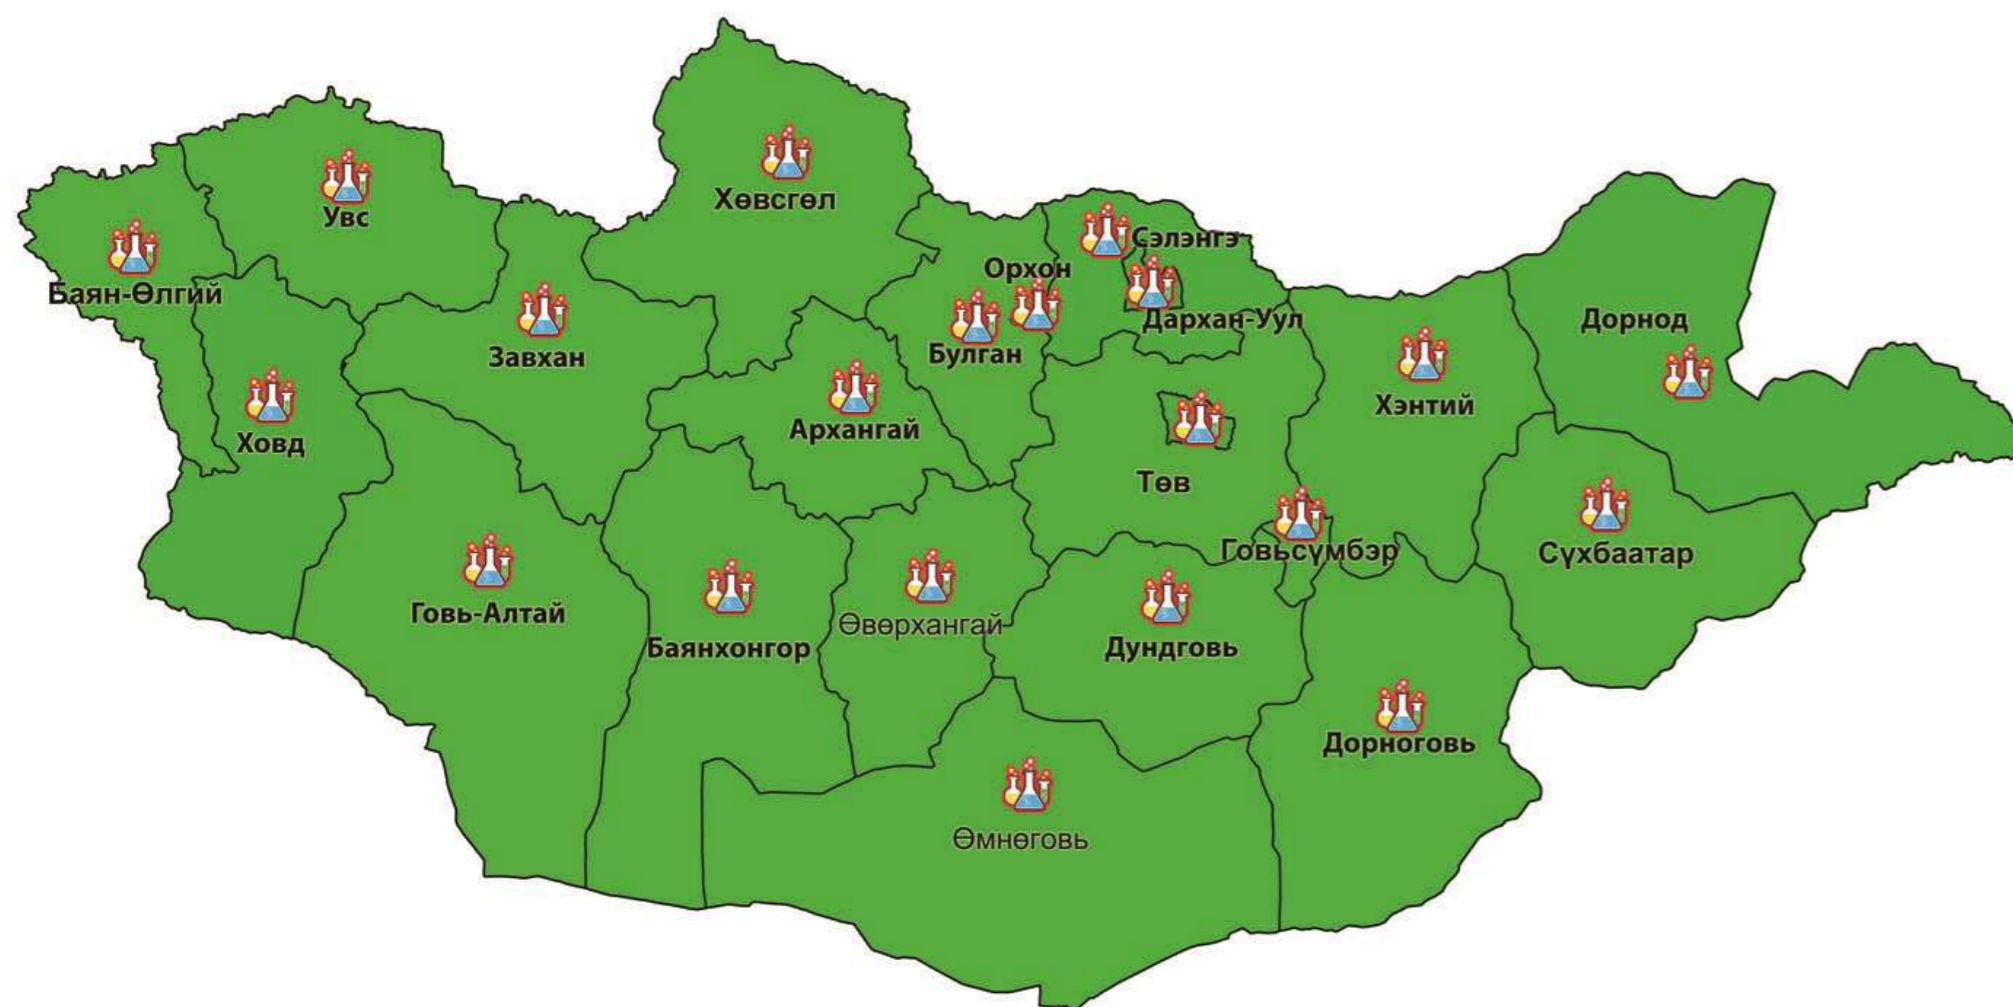 Хөвсгөл
Увс
Сэлэнгэ
Орхон
Баян-Өлгий
Дархан-Уул
Дорнод
Завхан
Булган
Хэнтий
Архангай
Ховд
Төв
Говьсүмбэр
Сүхбаатар
Говь-Алтай
Өвөрхангай
Баянхонгор
Дундговь
Дорноговь
Өмнөговь